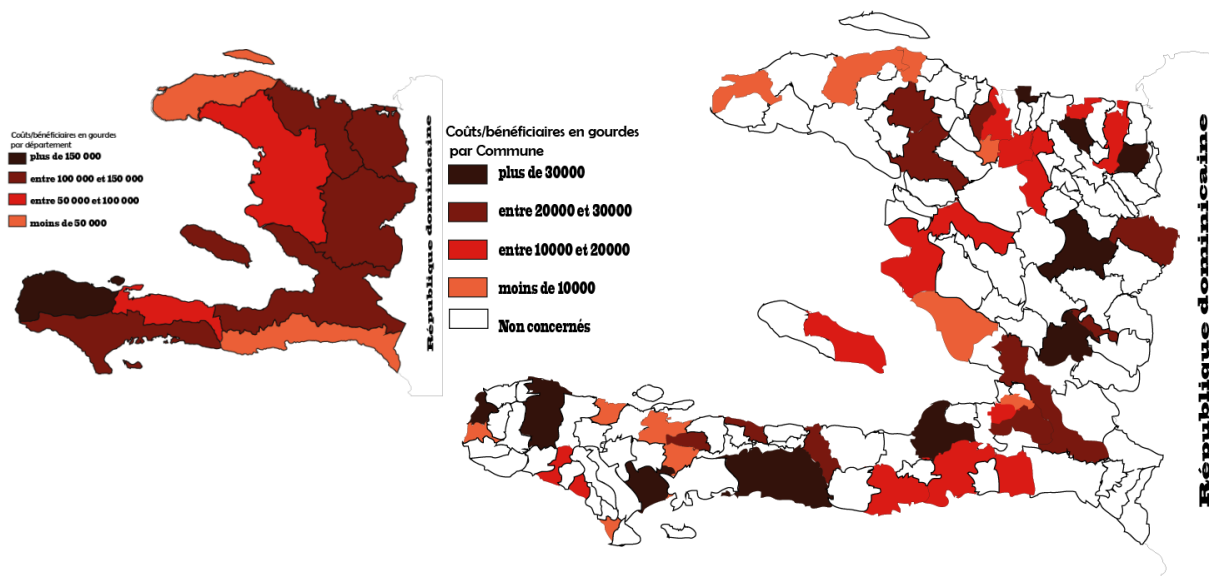 Coûts/bénéficiaires en gourdes
par département
plus de 150 000
entre 100 000 et 150 000
entre 50 000 et 100 000
moins de 50 000
République dominicaine
Coûts/bénéficiaires en gourdes
par Commune
plus de 30000
entre 20000 et 30000
entre 10000 et 20000
moins de 10000
Non concernés
République dominicaine